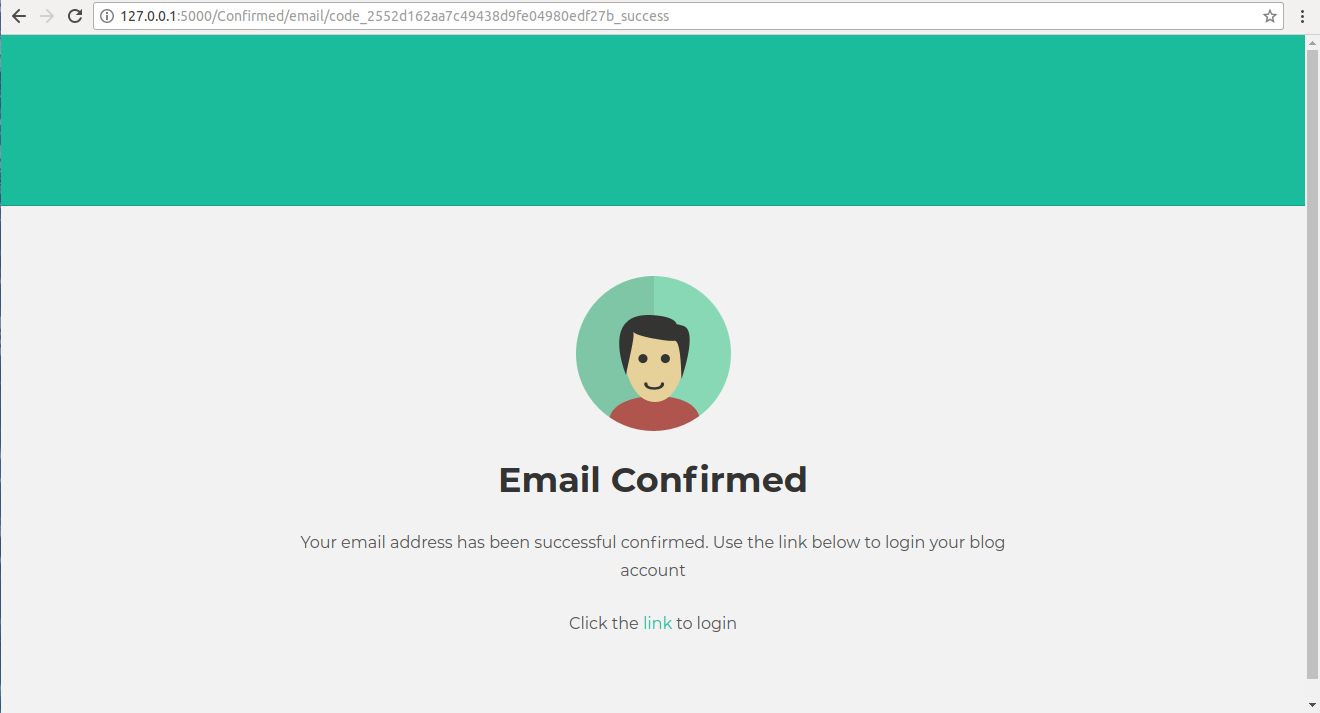 127.0.0.1:5000/Confirmed/email/code_2552d162aa7c49438d9fe04980edf27b_success
Email Confirmed
Your email address has been successful confirmed. Use the link below to login your blog
account
Click the link to login